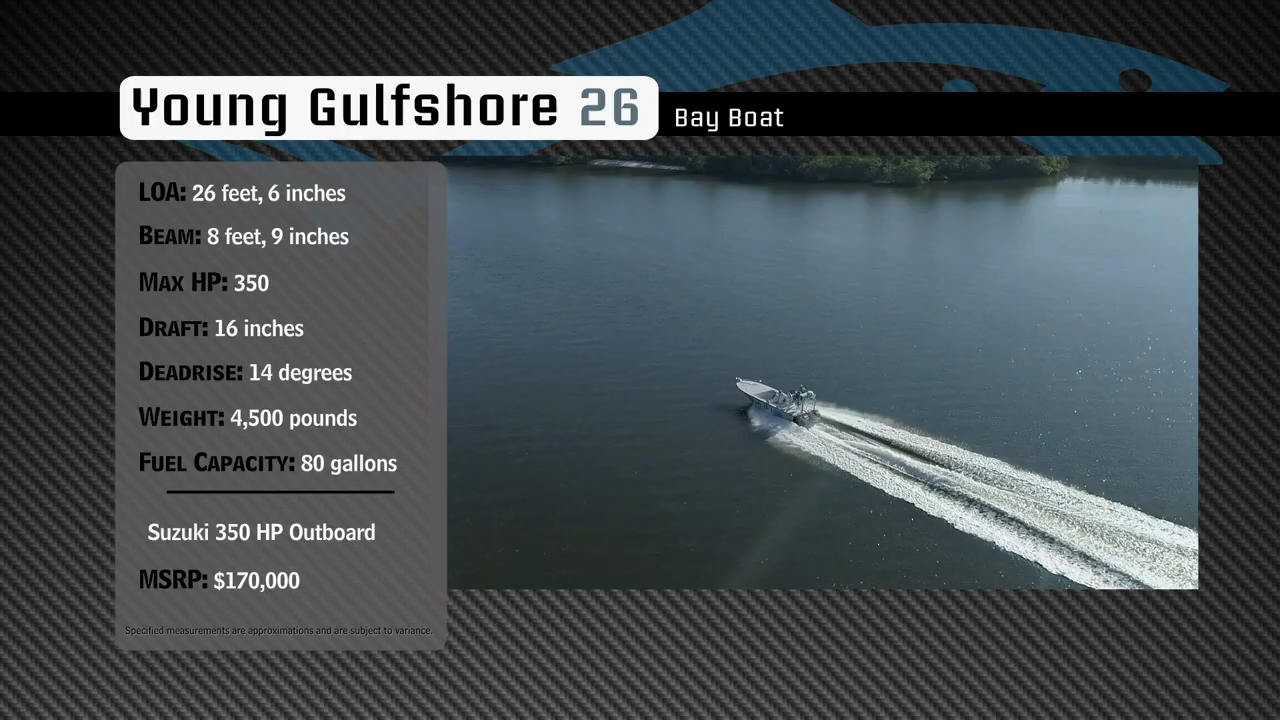 Young Gulfshore 26
Bay Boat
LOA: 26 feet, 6 inches
BEAM: 8 feet, 9 inches
MAX HP: 350
DRAFT: 16 inches
DEADRISE: 14 degrees
WEIGHT: 4,500 pounds
FUEL CAPACITY: 80 gallons
Suzuki 350 HP Outboard
MSRP: $170,000
Specified measurements are approximations and are subject to variance.